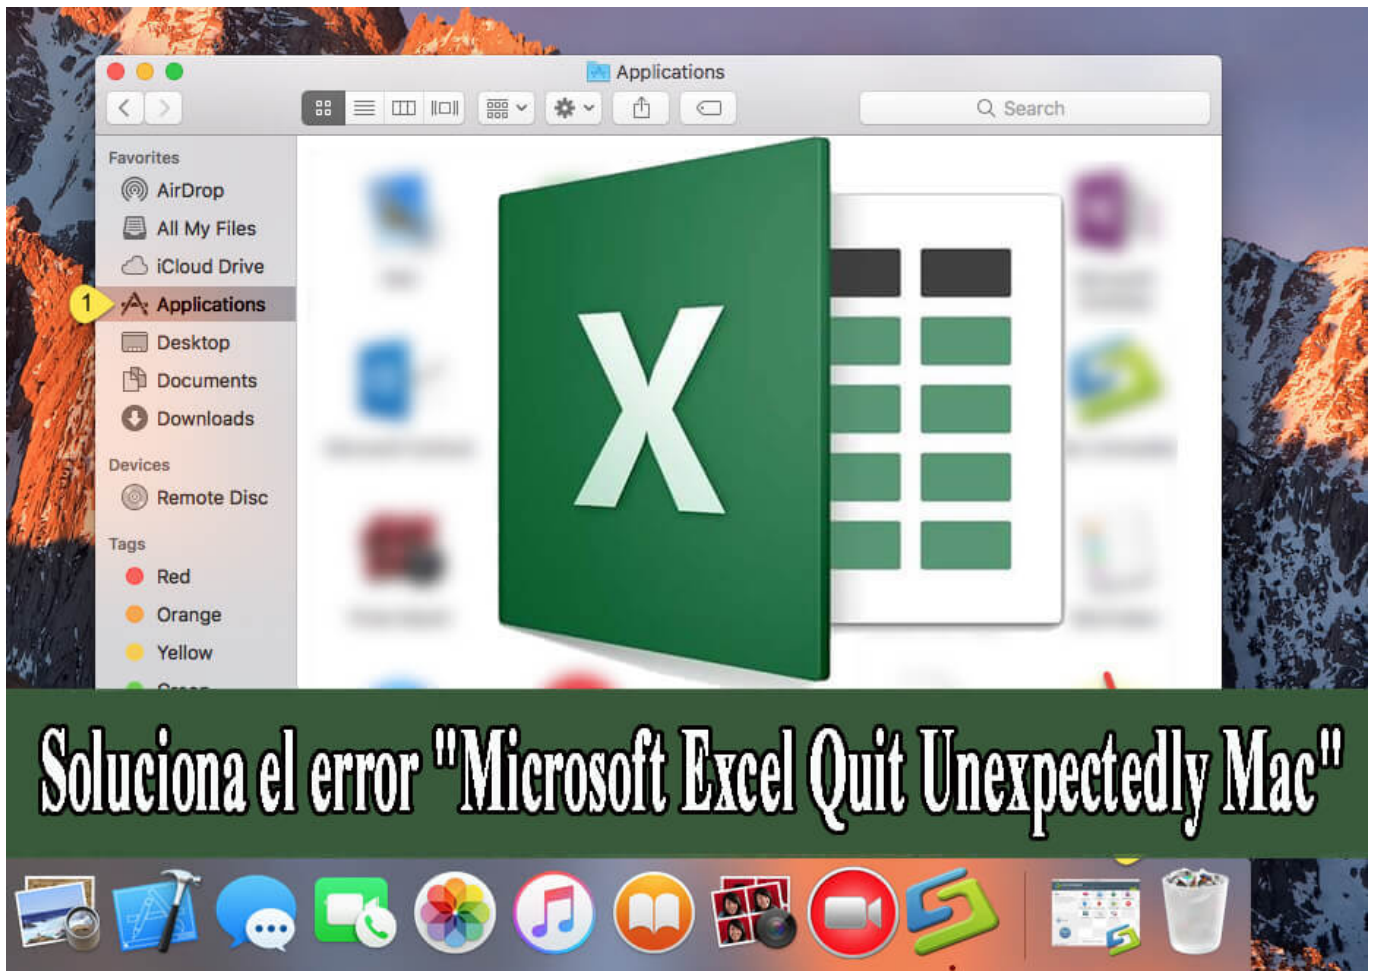 Applications
Search
Favorites
AirDrop
All My Files
iCloud Drive
1
Applications
Desktop
Documents
Downloads
Devices
Remote Disc
Tags
Red
Orange
Yellow
Green
X
Soluciona el error "Microsoft Excel Quit Unexpectedly Mac"